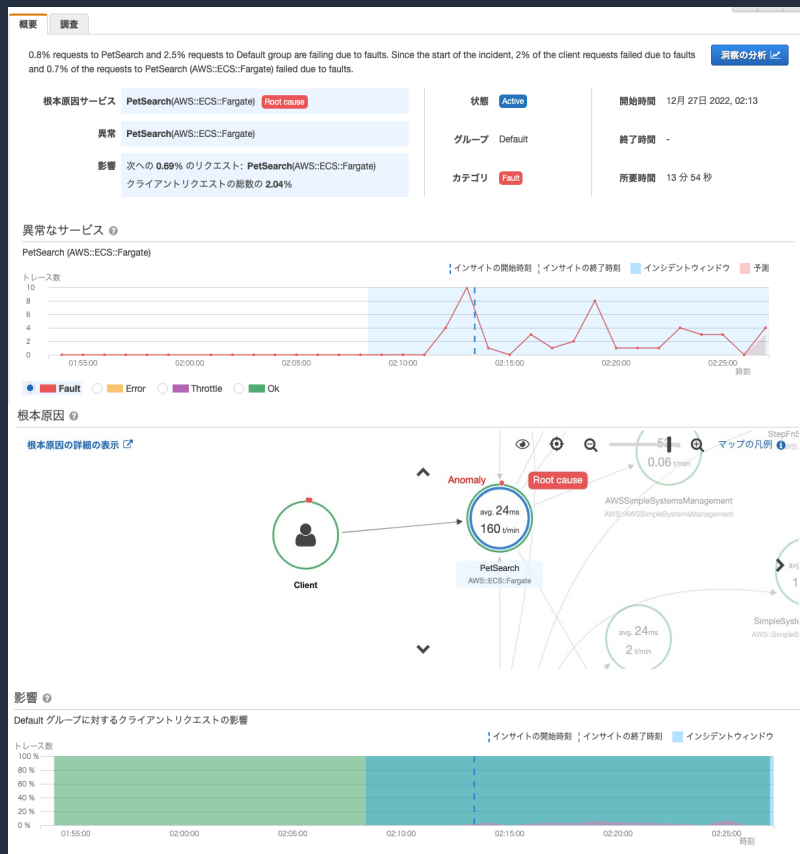 概要 調査
0.8% requests to PetSearch and 2.5% requests to Default group are failing due to faults. Since the start of the incident, 2% of the client requests failed due to faults
and 0.7% of the requests to PetSearch (AWS::ECS::Fargate) failed due to faults.
洞察の分析
根本原因サービス PetSearch(AWS::ECS::Fargate) Root cause
状態 Active
開始時間 12月 27日 2022, 02:13
異常 PetSearch(AWS::ECS::Fargate)
グループ Default
終了時間 -
影響 次への 0.69% のリクエスト: PetSearch(AWS::ECS::Fargate)
クライアントリクエストの総数の 2.04%
カテゴリ Fault
所要時間 13 分 54 秒
異常なサービス
PetSearch (AWS::ECS::Fargate)
インサイトの開始時刻 インサイトの終了時刻 インシデントウィンドウ 予測
トレース数
10
8
6
4
2
0
01:55:00 02:00:00 02:05:00 02:10:00 02:15:00 02:20:00 02:25:00
時刻
Fault Error Throttle Ok
根本原因
根本原因の詳細の表示
マップの凡例
StepFnS
0.06 t/min
Anomaly Root cause
AWSSimpleSystemsManagement
AWS::AWSSimpleSystemsManagement
avg. 24ms
160 t/min
PetSearch
AWS::ECS::Fargate
Client
avg
1
SimpleSyste
AWS::SimpleS
avg. 24ms
2 t/min
影響
Default グループに対するクライアントリクエストの影響
インサイトの開始時刻 インサイトの終了時刻 インシデントウィンドウ
トレース数
100 %
80 %
60 %
40 %
20 %
0 %
01:55:00 02:00:00 02:05:00 02:10:00 02:15:00 02:20:00 02:25:00
時刻